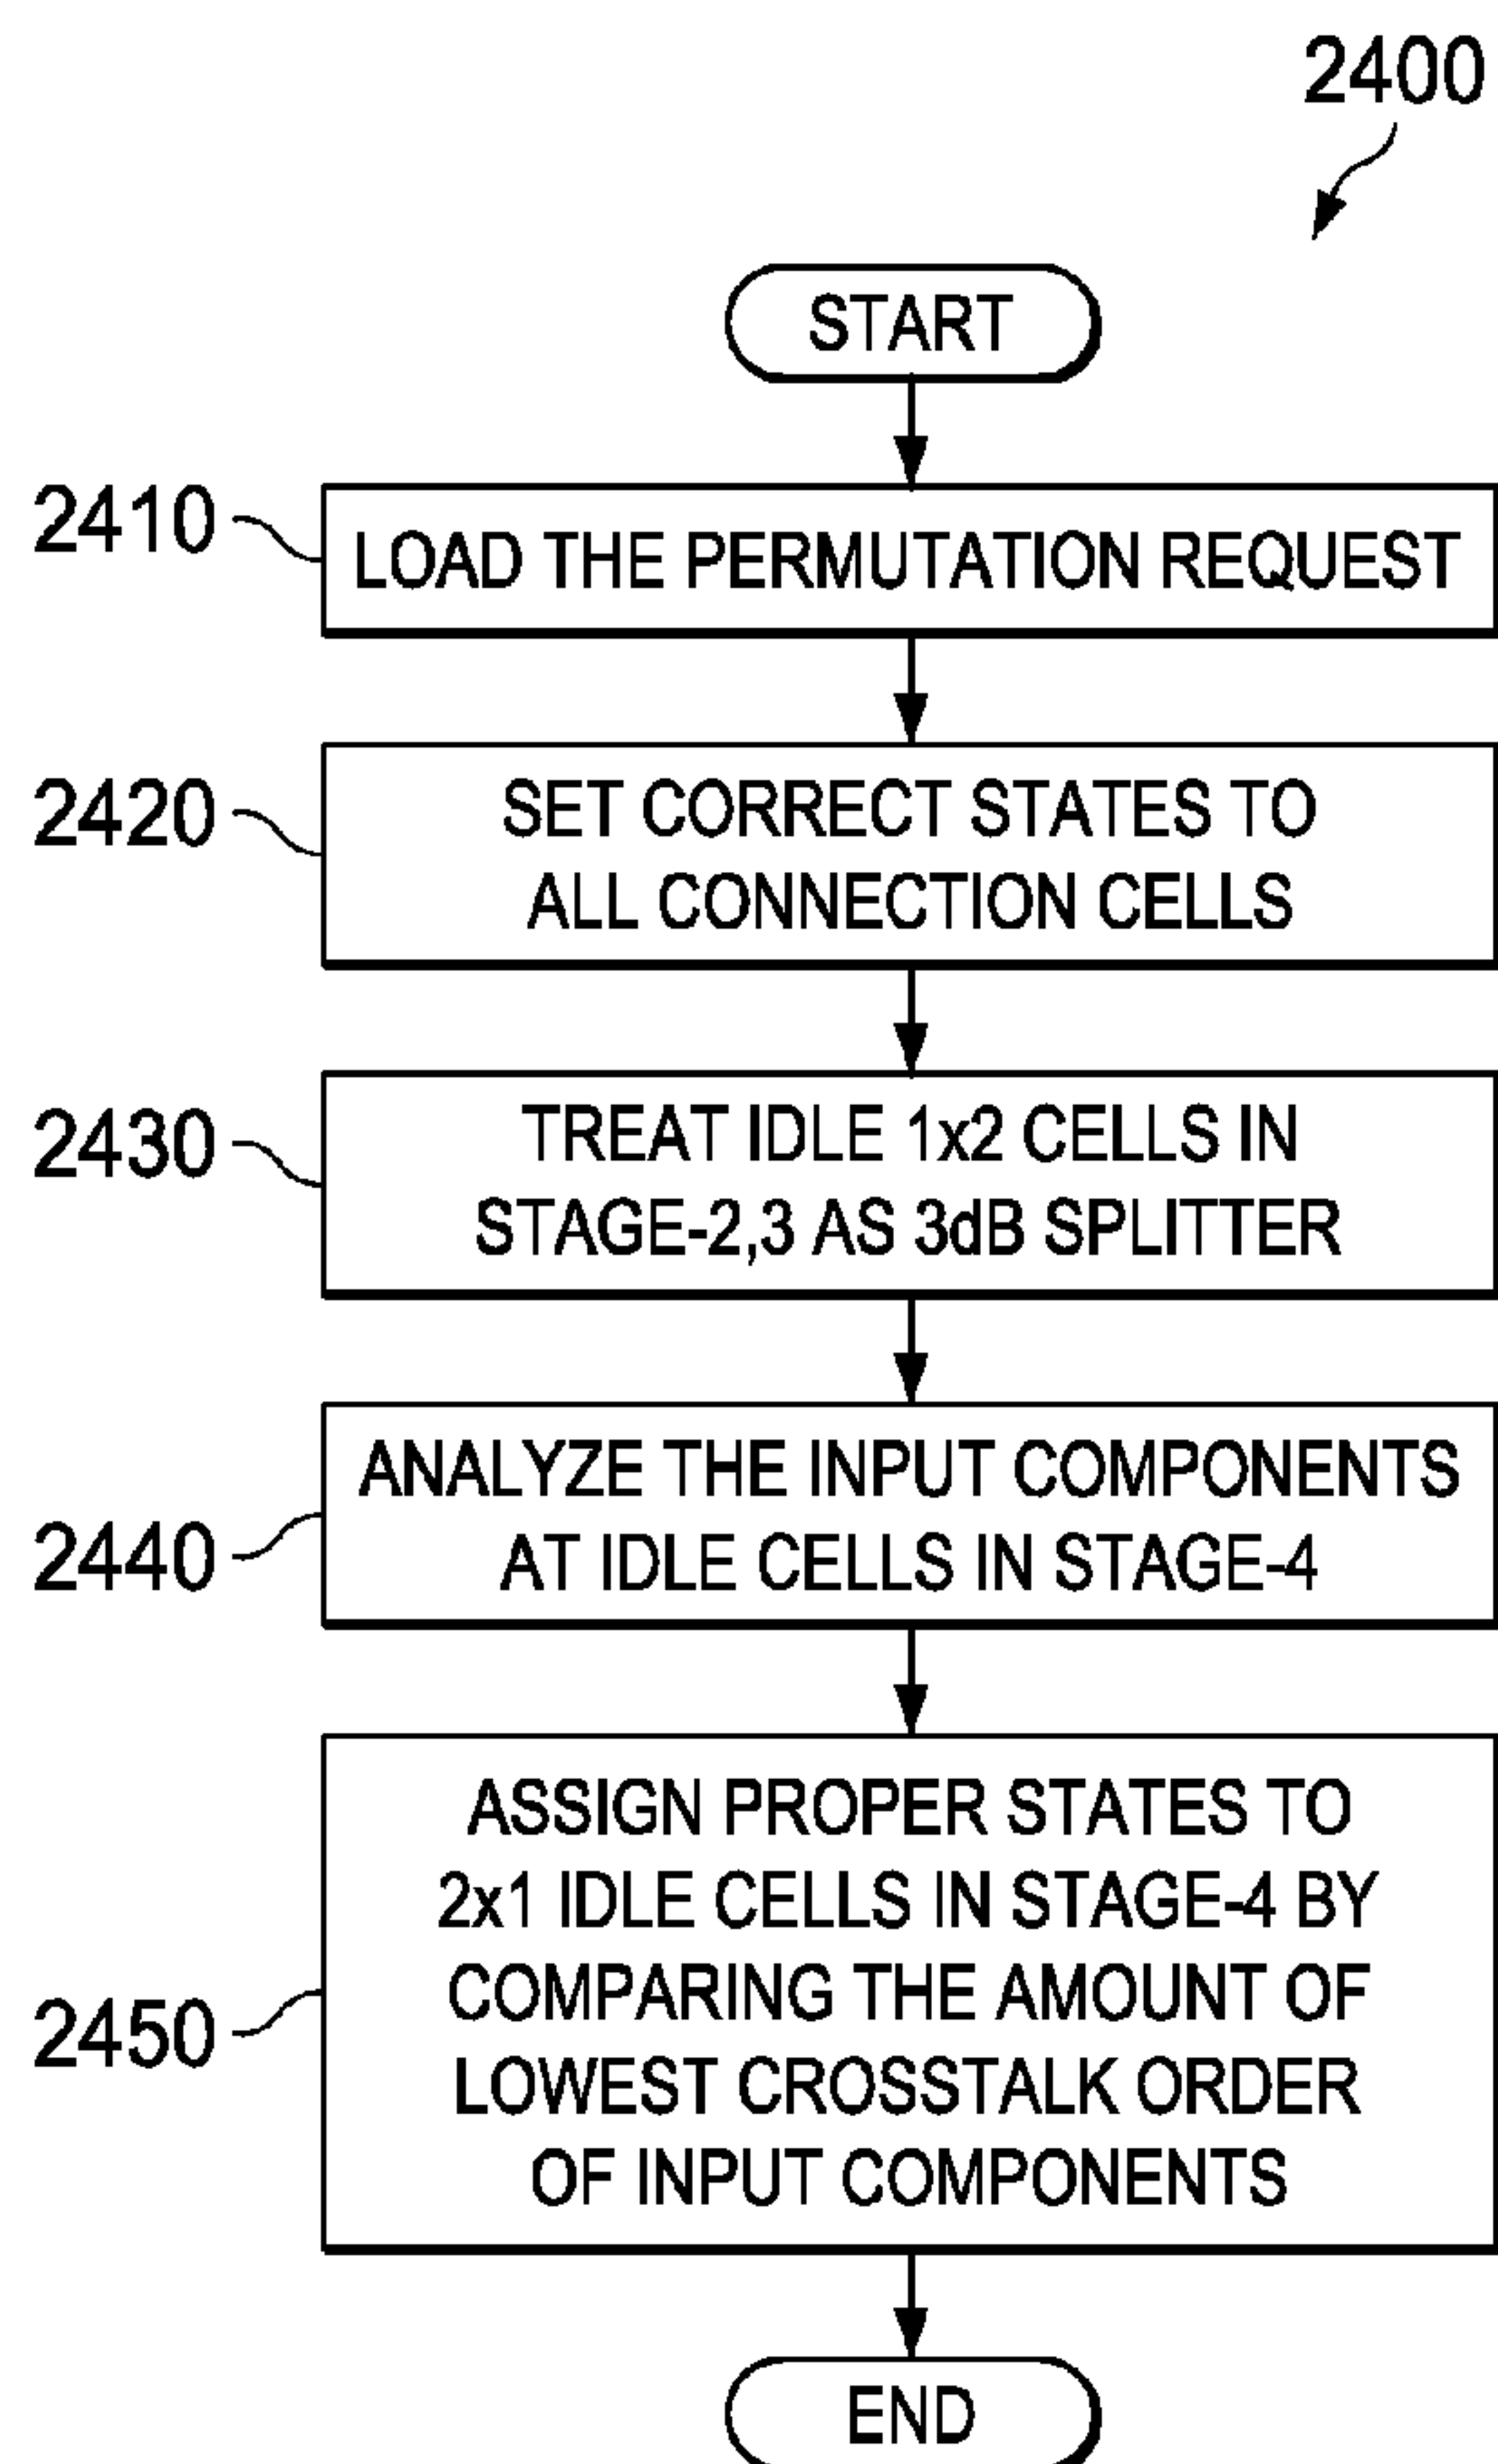 2400
START
2410
LOAD THE PERMUTATION REQUEST
2420
SET CORRECT STATES TO
ALL CONNECTION CELLS
2430
TREAT IDLE 1x2 CELLS IN
STAGE-2,3 AS 3dB SPLITTER
2440
ANALYZE THE INPUT COMPONENTS
AT IDLE CELLS IN STAGE-4
2450
ASSIGN PROPER STATES TO
2x1 IDLE CELLS IN STAGE-4 BY
COMPARING THE AMOUNT OF
LOWEST CROSSTALK ORDER
OF INPUT COMPONENTS
END